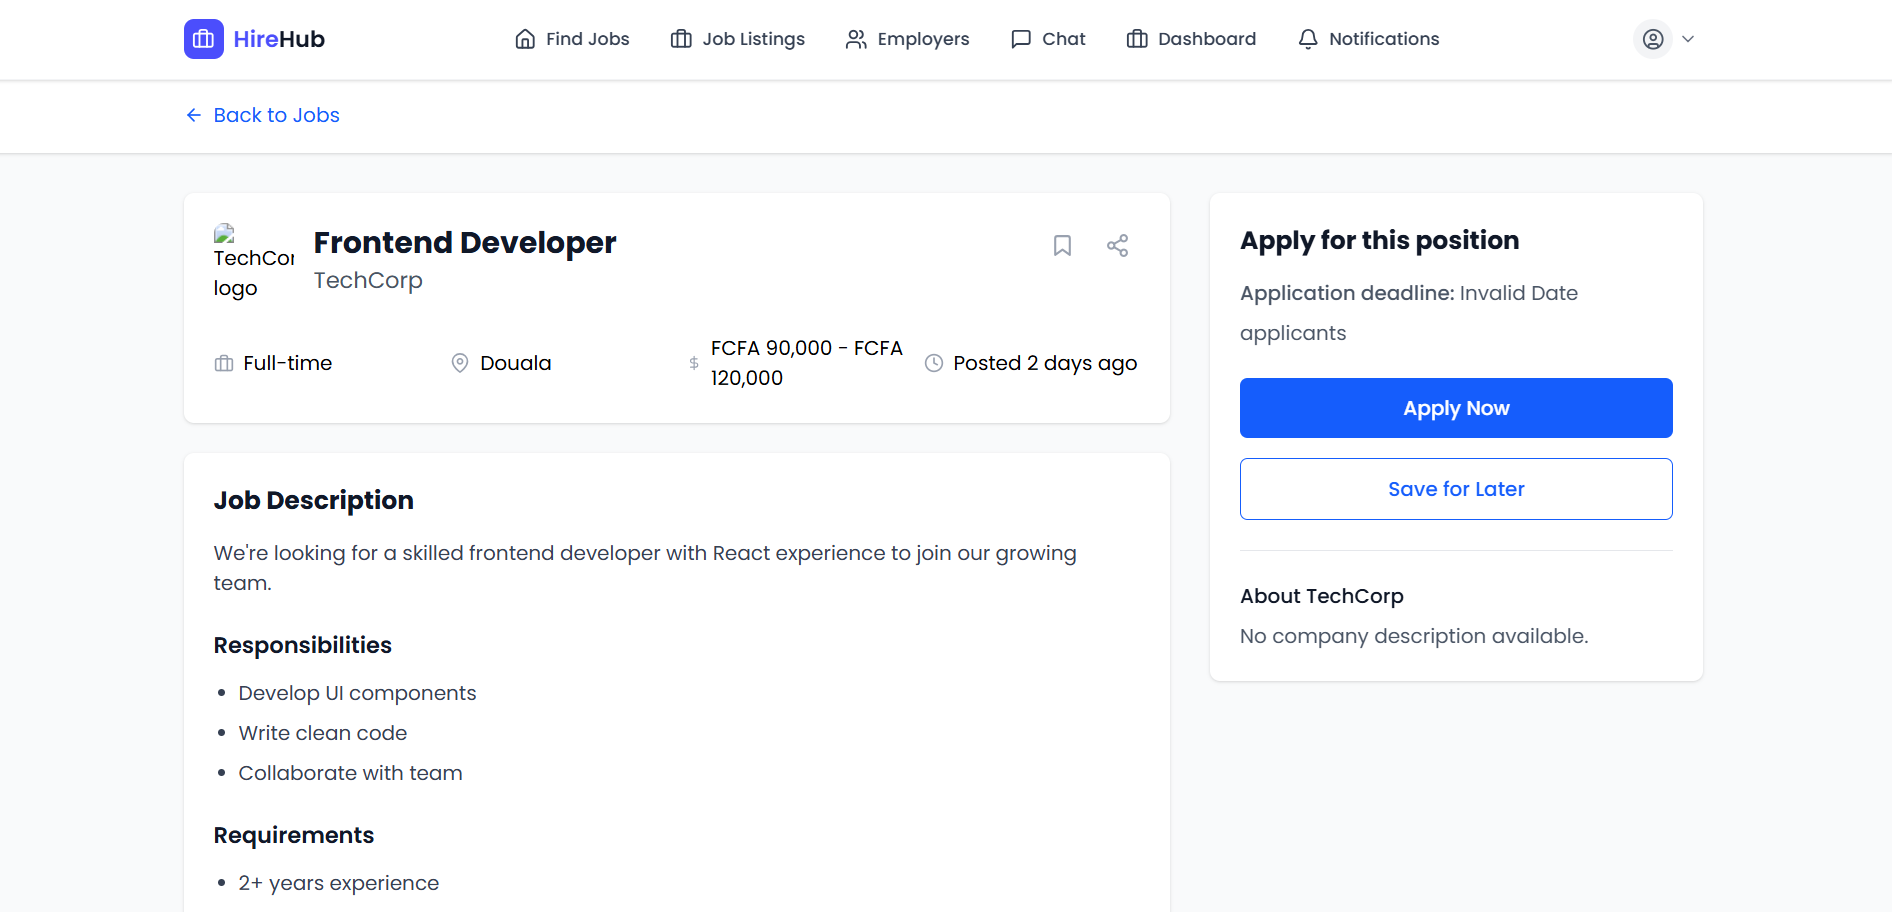 HireHub
Find Jobs
Job Listings
Employers
Chat
Dashboard
Notifications
Back to Jobs
TechCor
logo
Frontend Developer
TechCorp
Full-time
Douala
$
FCFA 90,000 - FCFA
120,000
Posted 2 days ago
Job Description
We're looking for a skilled frontend developer with React experience to join our growing
team.
Responsibilities
• Develop UI components
• Write clean code
• Collaborate with team
Requirements
• 2+ years experience
Apply for this position
Application deadline: Invalid Date
applicants
Apply Now
Save for Later
About TechCorp
No company description available.